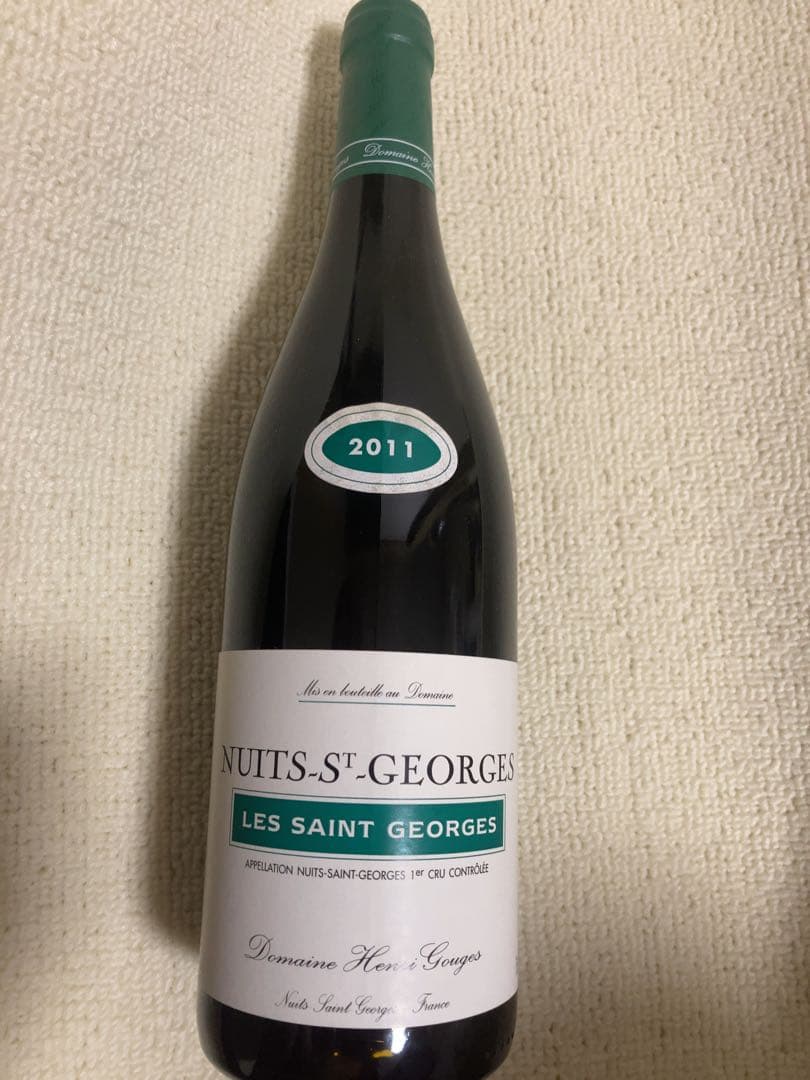 Domaine
2011
Mis en bouteille au Domaine
NUITS-ST-GEORGES
LES SAINT GEORGES
APPELLATION NUITS-SAINT-GEORGES 1er CRU CONTRÔLÉE
Domaine Henri Gouges
Nuits Saint Georges France